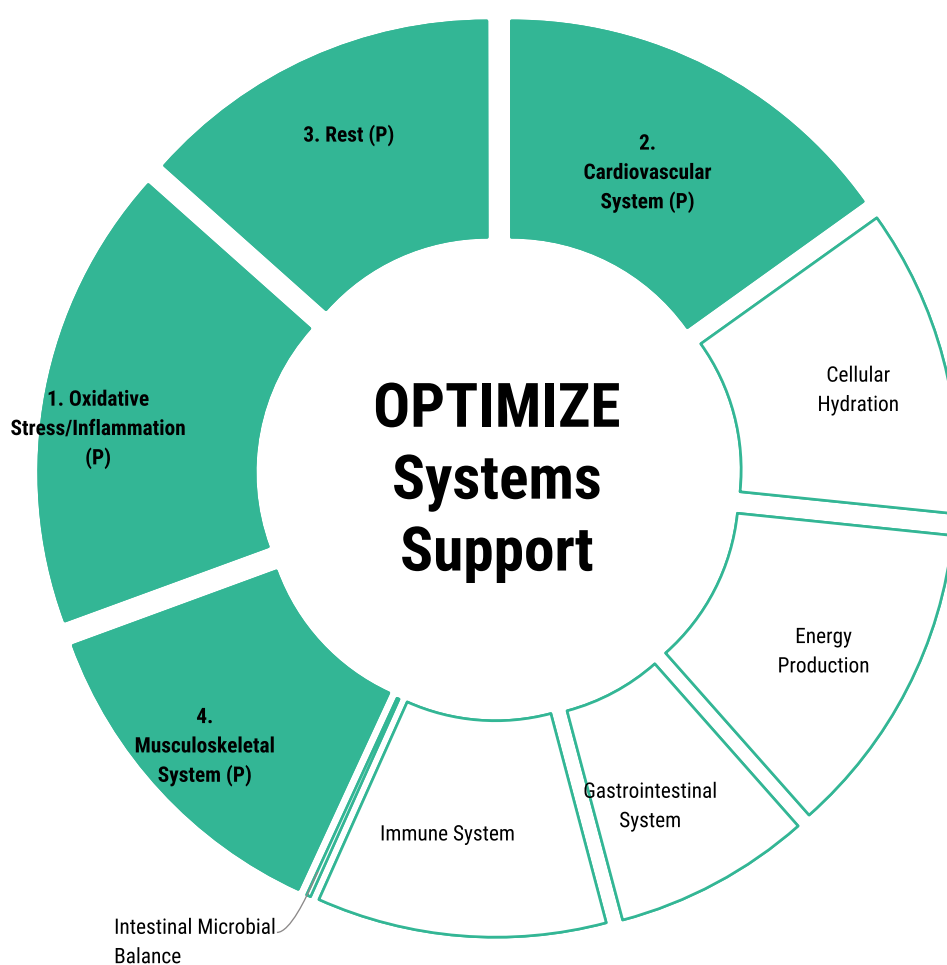 3. Rest (P)
2.
Cardiovascular
System (P)
Cellular
Hydration
1. Oxidative
Stress/Inflammation
(P)
OPTIMIZE
Systems
Support
Energy
Production
4.
Musculoskeletal
System (P)
Gastrointestinal
System
Immune System
Intestinal Microbial
Balance